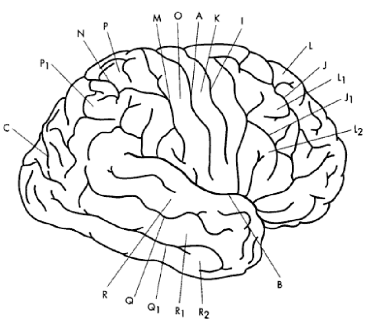 M O A K I
P L
N J
P1 L1
J1
C L2
B
R Q Q1 R1 R2